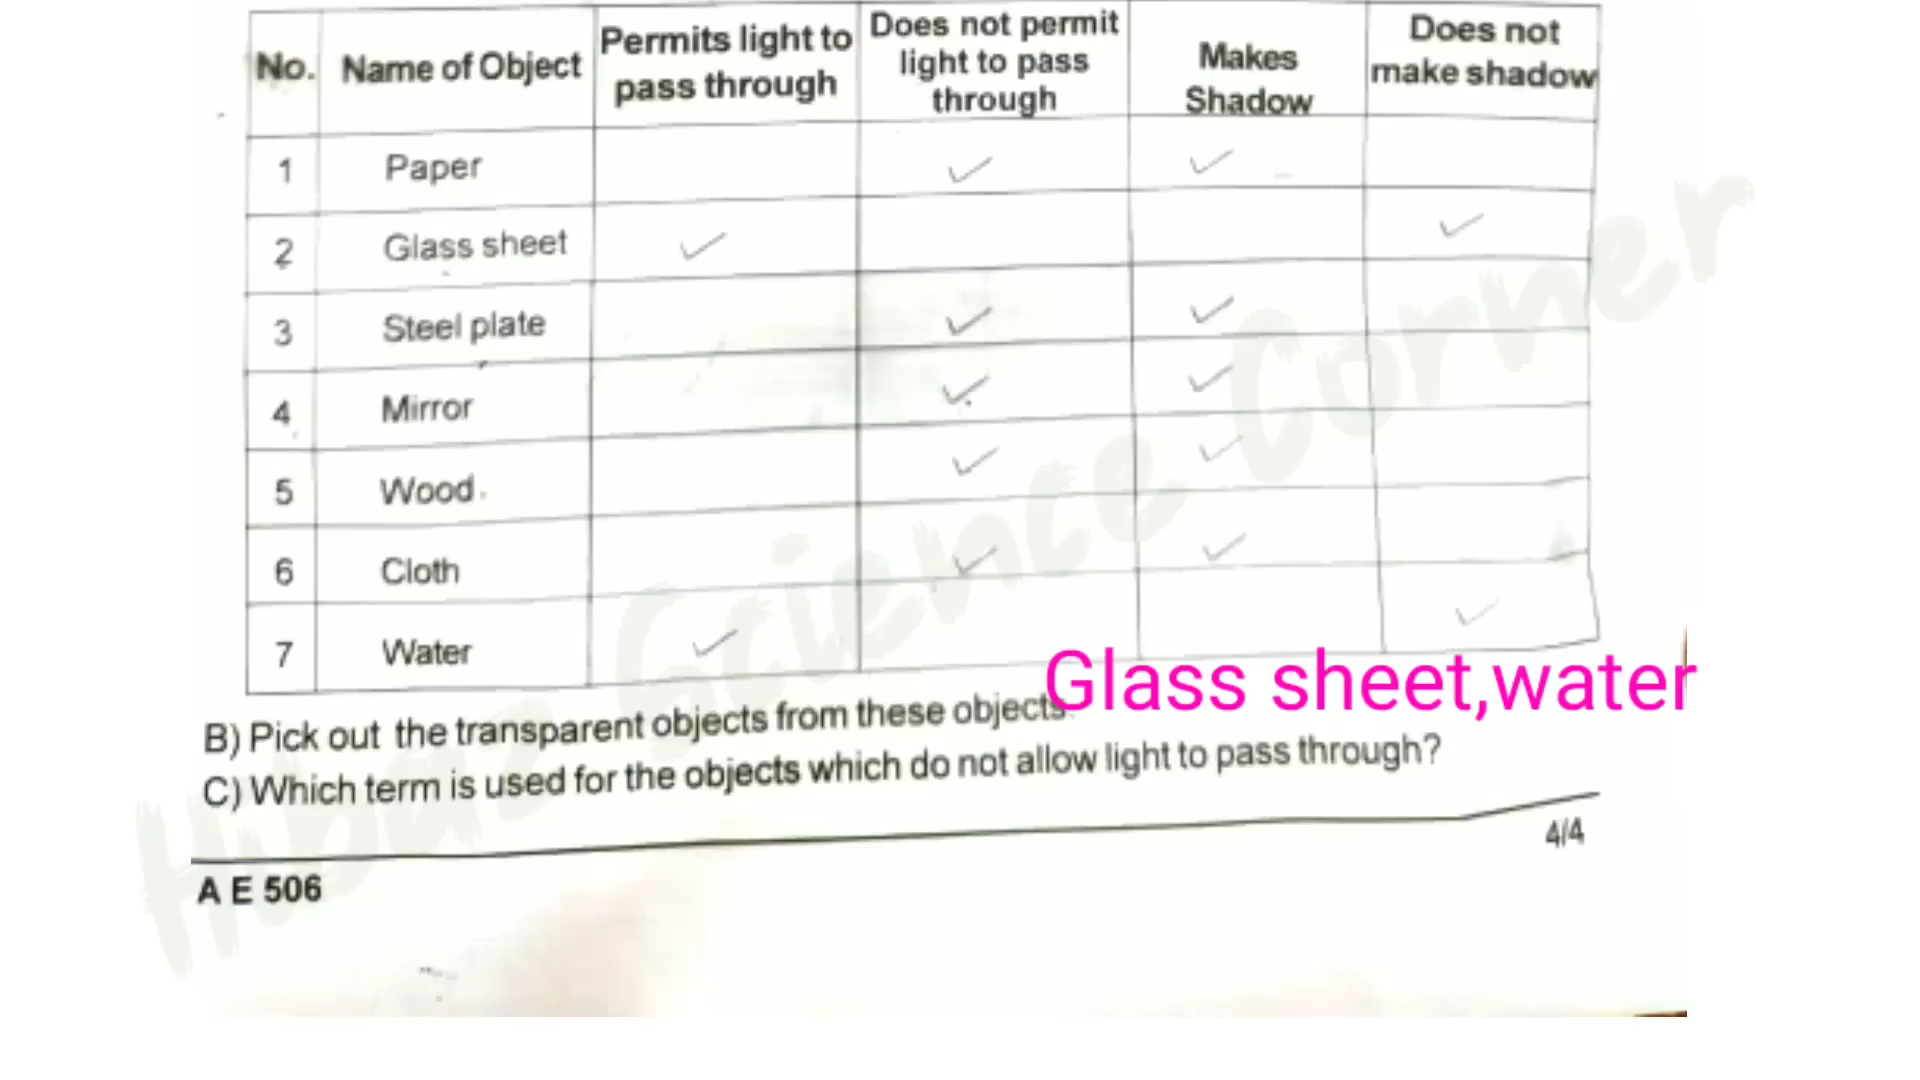 No. Name of Object Permits light to pass through Does not permit light to pass through Makes Shadow Does not make shadow
1 Paper ✓ ✓
2 Glass sheet ✓ ✓
3 Steel plate ✓ ✓
4 Mirror ✓ ✓
5 Wood ✓ ✓
6 Cloth ✓ ✓
7 Water ✓ ✓
B) Pick out the transparent objects from these objects. Glass sheet,water
C) Which term is used for the objects which do not allow light to pass through?
4/4
A E 506
Hibuz Science Corner